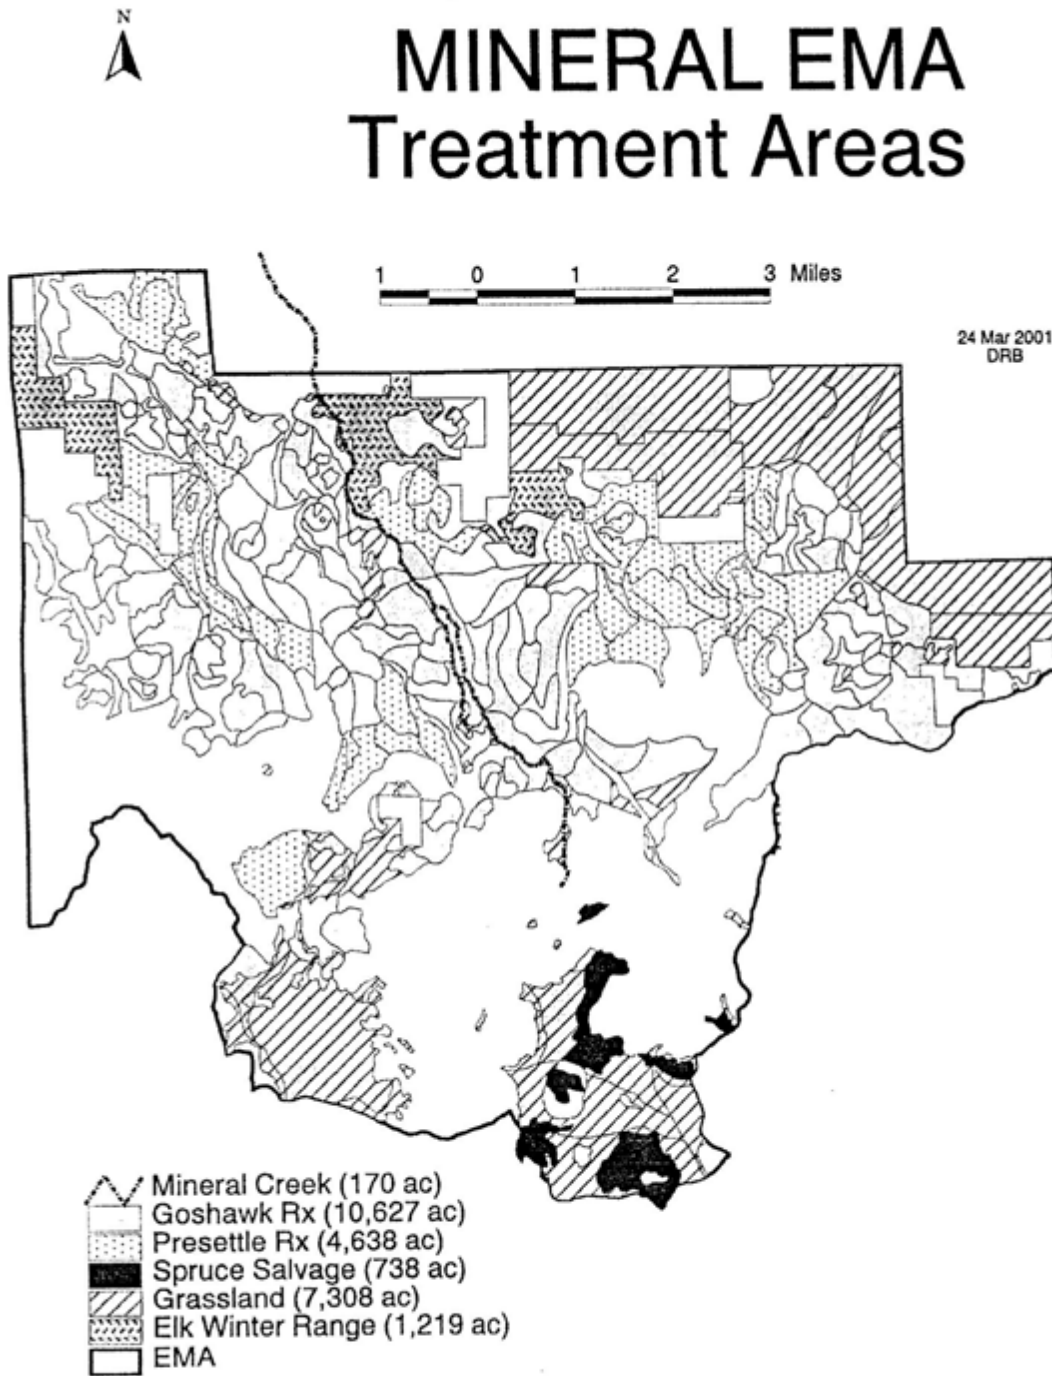 N
MINERAL EMA
Treatment Areas
1 0 1 2 3 Miles
24 Mar 2001
DRB
Mineral Creek (170 ac)
Goshawk Rx (10,627 ac)
Presettle Rx (4,638 ac)
Spruce Salvage (738 ac)
Grassland (7,308 ac)
Elk Winter Range (1,219 ac)
EMA